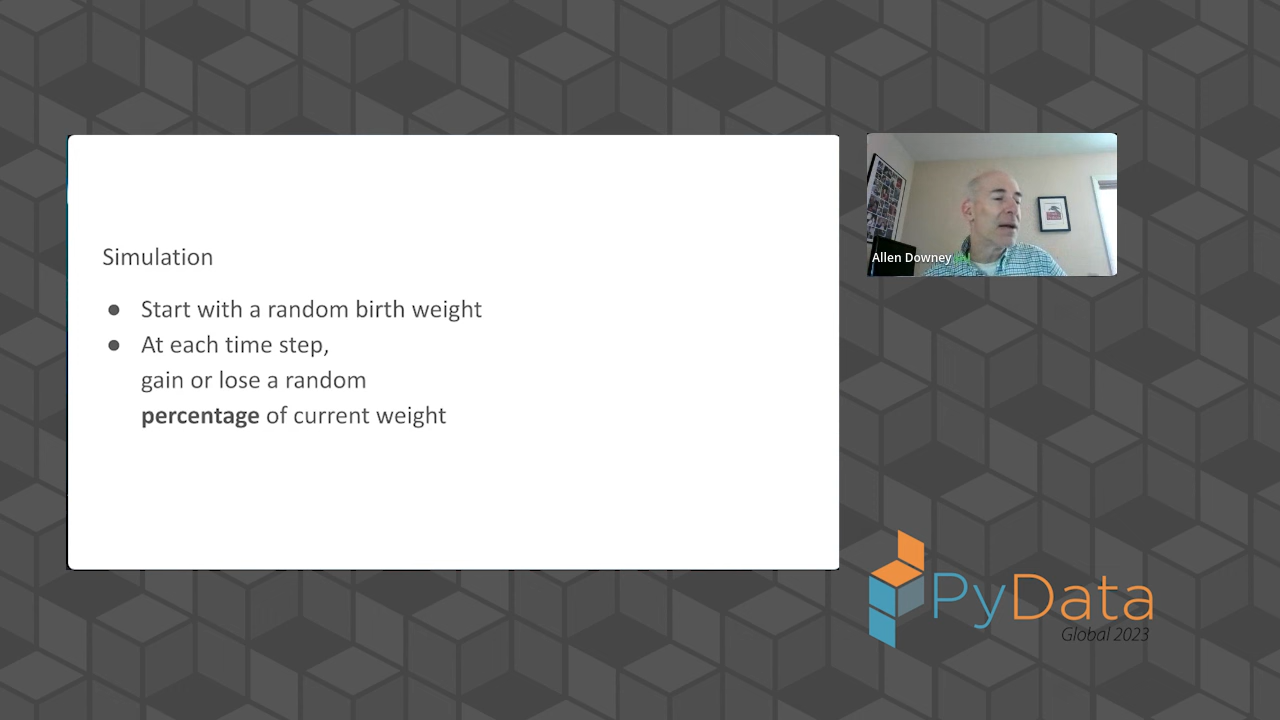 Simulation
● Start with a random birth weight
● At each time step,
gain or lose a random
percentage of current weight
Allen Downey
PyData
Global 2023